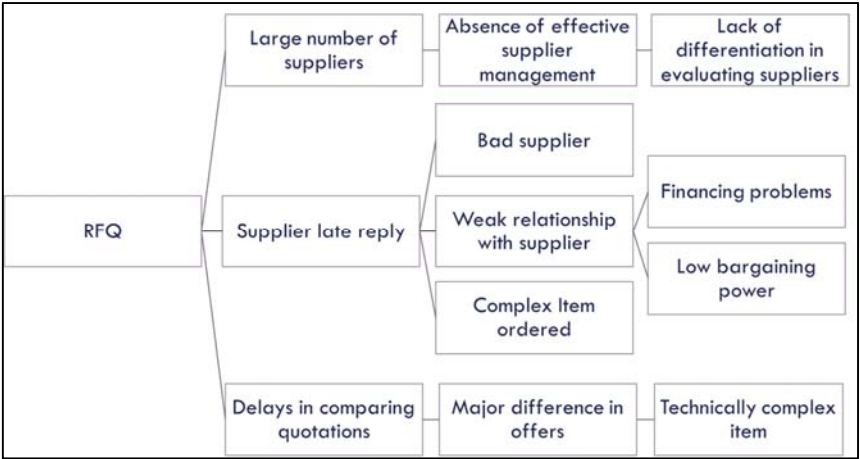 Large number of
suppliers
Absence of effective
supplier
management
Lack of
differentiation in
evaluating suppliers
Bad supplier
RFQ
Supplier late reply
Weak relationship
with supplier
Financing problems
Low bargaining
power
Complex Item
ordered
Delays in comparing
quotations
Major difference in
offers
Technically complex
item